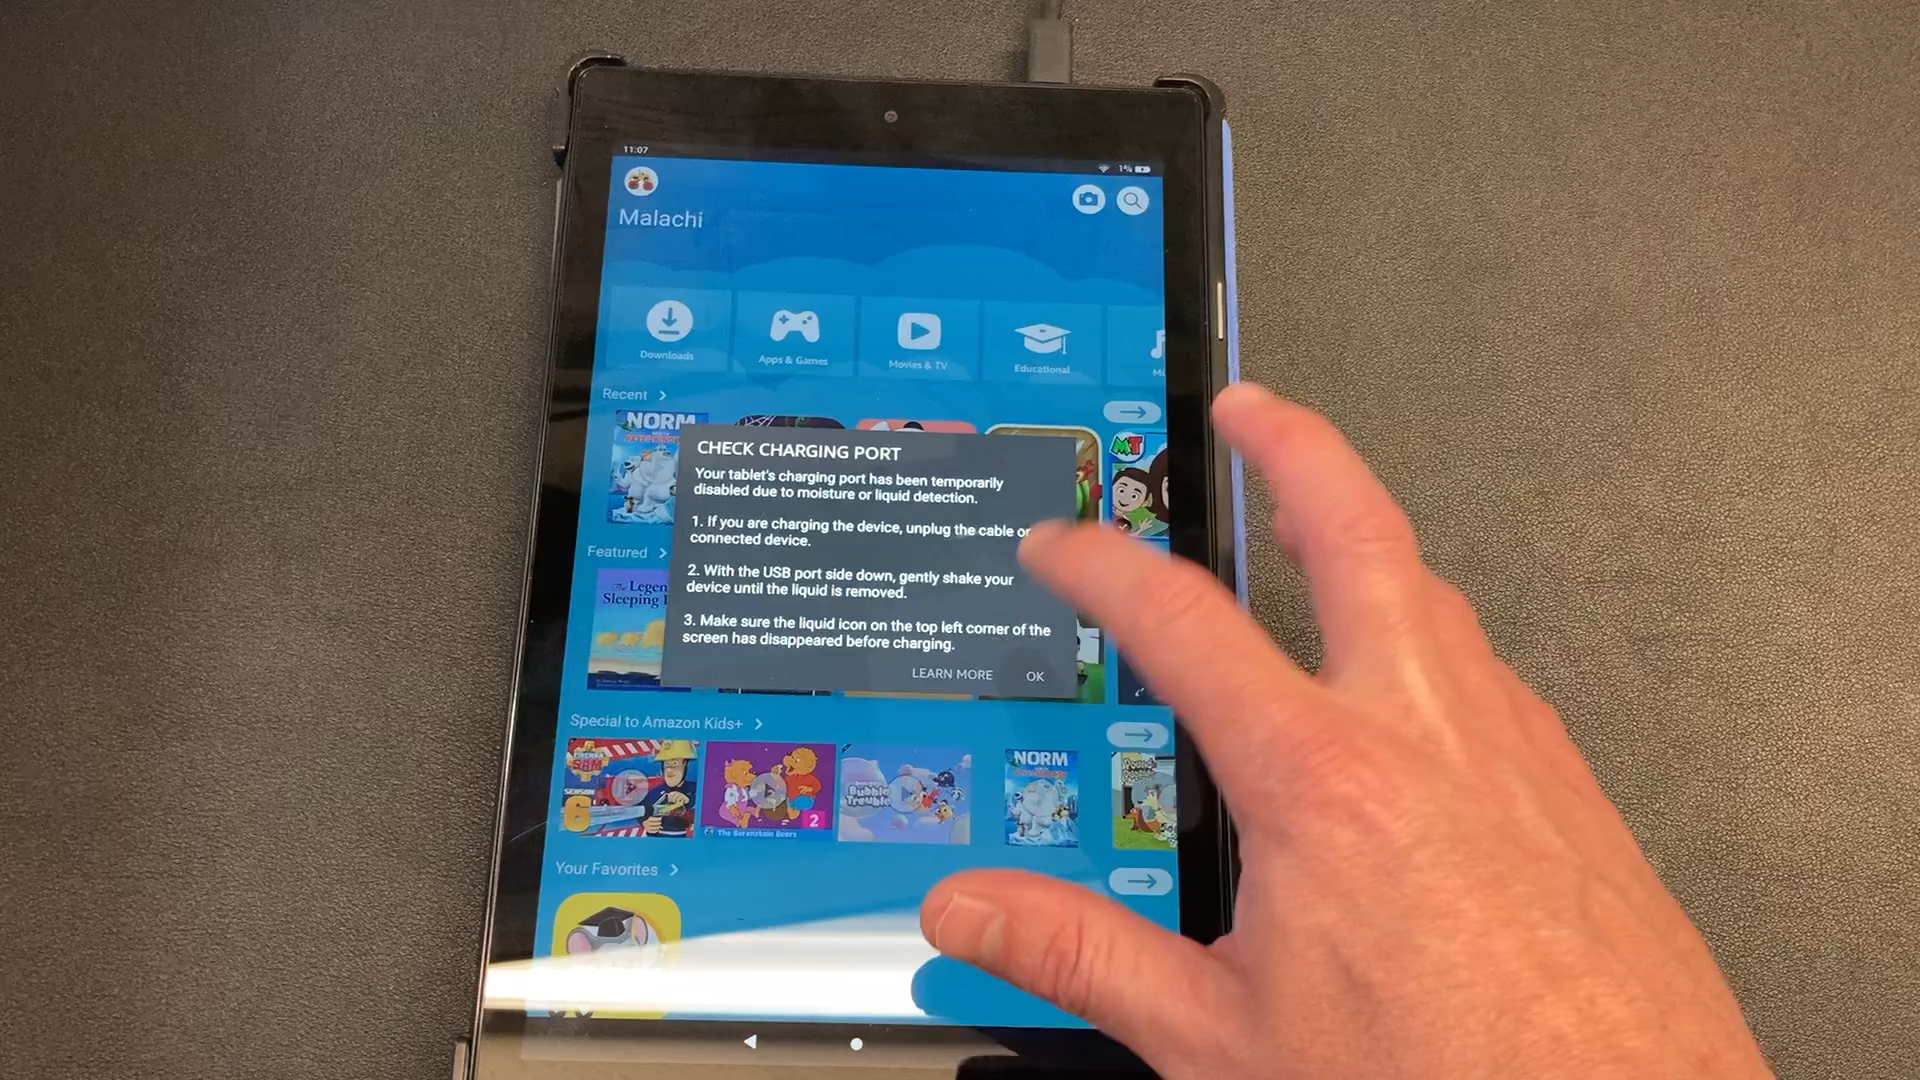 11:07
1%
Malachi
Downloads
Apps & Games
Movies & TV
Educational
Recent
NORM
MT
CHECK CHARGING PORT
Your tablet's charging port has been temporarily
disabled due to moisture or liquid detection.
1. If you are charging the device, unplug the cable or
connected device.
2. With the USB port side down, gently shake your
device until the liquid is removed.
3. Make sure the liquid icon on the top left corner of the
screen has disappeared before charging.
LEARN MORE
OK
Featured
The Legen
Sleeping
Special to Amazon Kids+
SAM
SEASON
6
2
The Berenstain Bears
Bubble
Trouble
NORM
Your Favorites